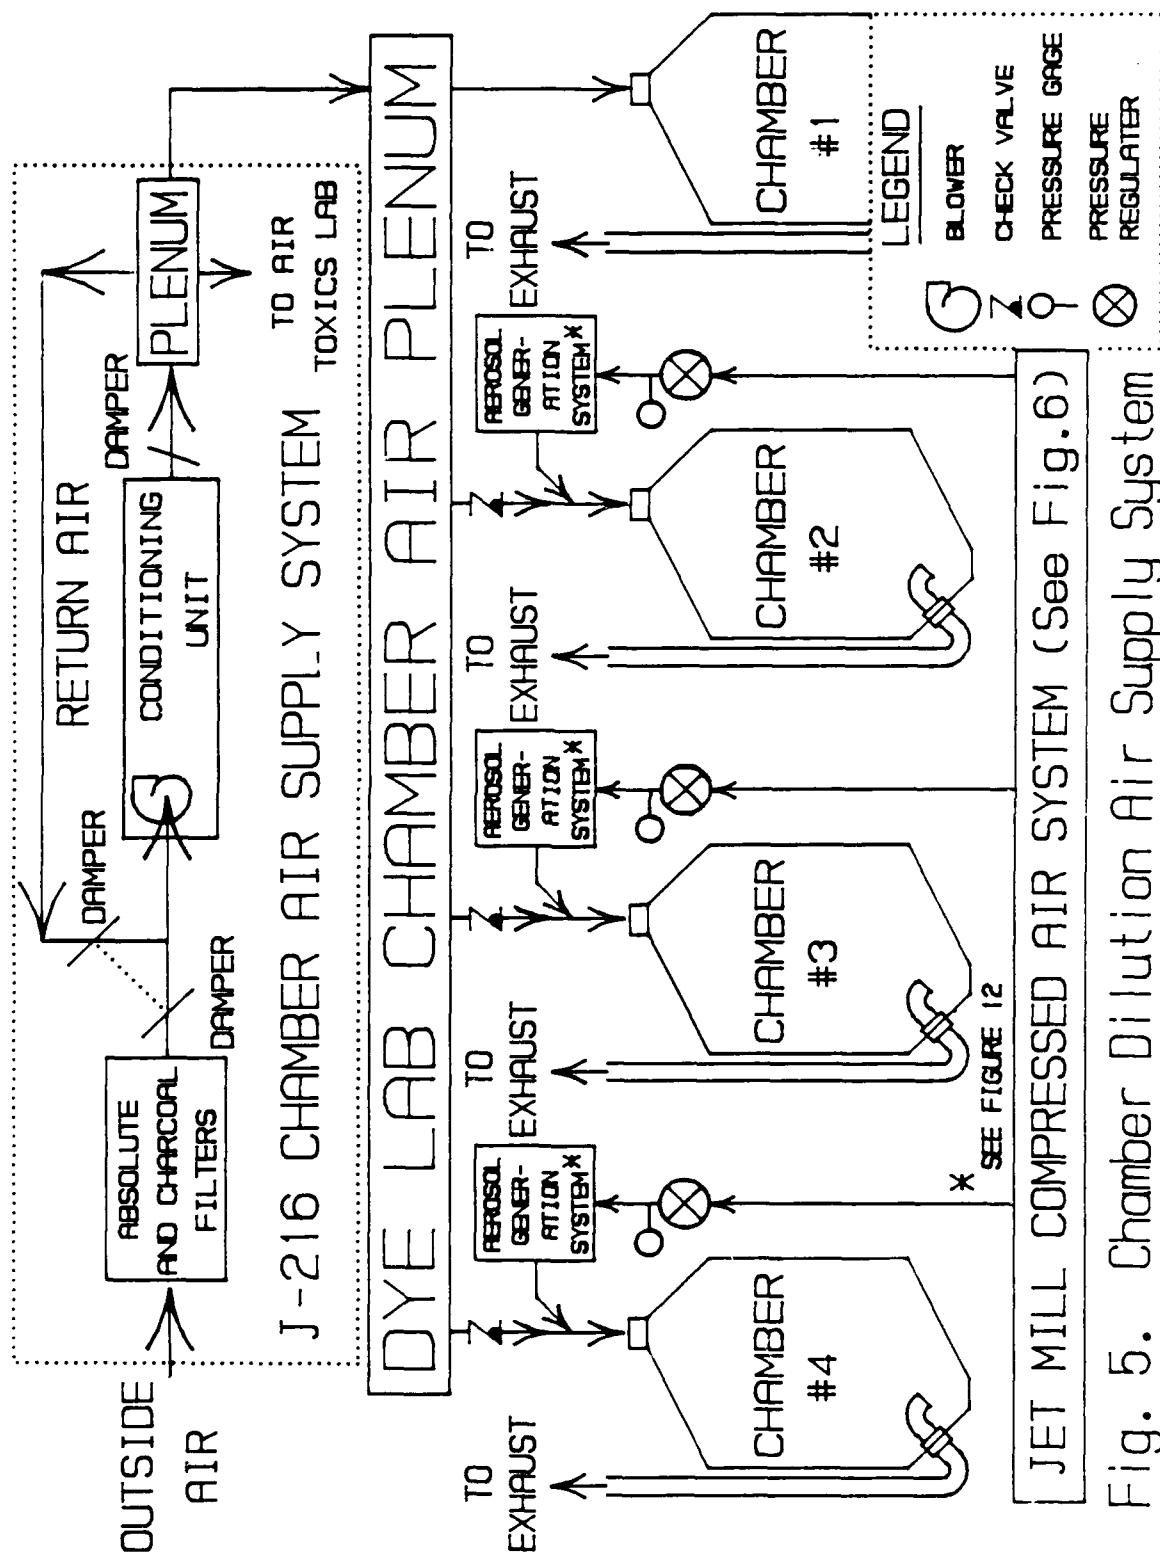 OUTSIDE
AIR
ABSOLUTE
AND CHARCOAL
FILTERS
DAMPER
DAMPER
RETURN AIR
CONDITIONING
UNIT
DAMPER
PLENUM
TO AIR
TOXICS LAB
J-216 CHAMBER AIR SUPPLY SYSTEM
DYE LAB CHAMBER AIR PLENUM
TO
EXHAUST
AEROSOL
GENER-
ATION
SYSTEM*
CHAMBER
#4
TO
EXHAUST
AEROSOL
GENER-
ATION
SYSTEM*
CHAMBER
#3
TO
EXHAUST
AEROSOL
GENER-
ATION
SYSTEM*
CHAMBER
#2
TO
EXHAUST
CHAMBER
#1
LEGEND
BLOWER
CHECK VALVE
PRESSURE GAGE
PRESSURE
REGULATER
* SEE FIGURE 12
JET MILL COMPRESSED AIR SYSTEM (See Fig.6)
Fig. 5. Chamber Dilution Air Supply System